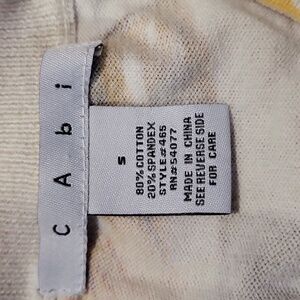 C A b i
S
80% COTTON
20% SPANDEX
STYLE# 465
RN# 54077
MADE IN CHINA
SEE REVERSE SIDE
FOR CARE